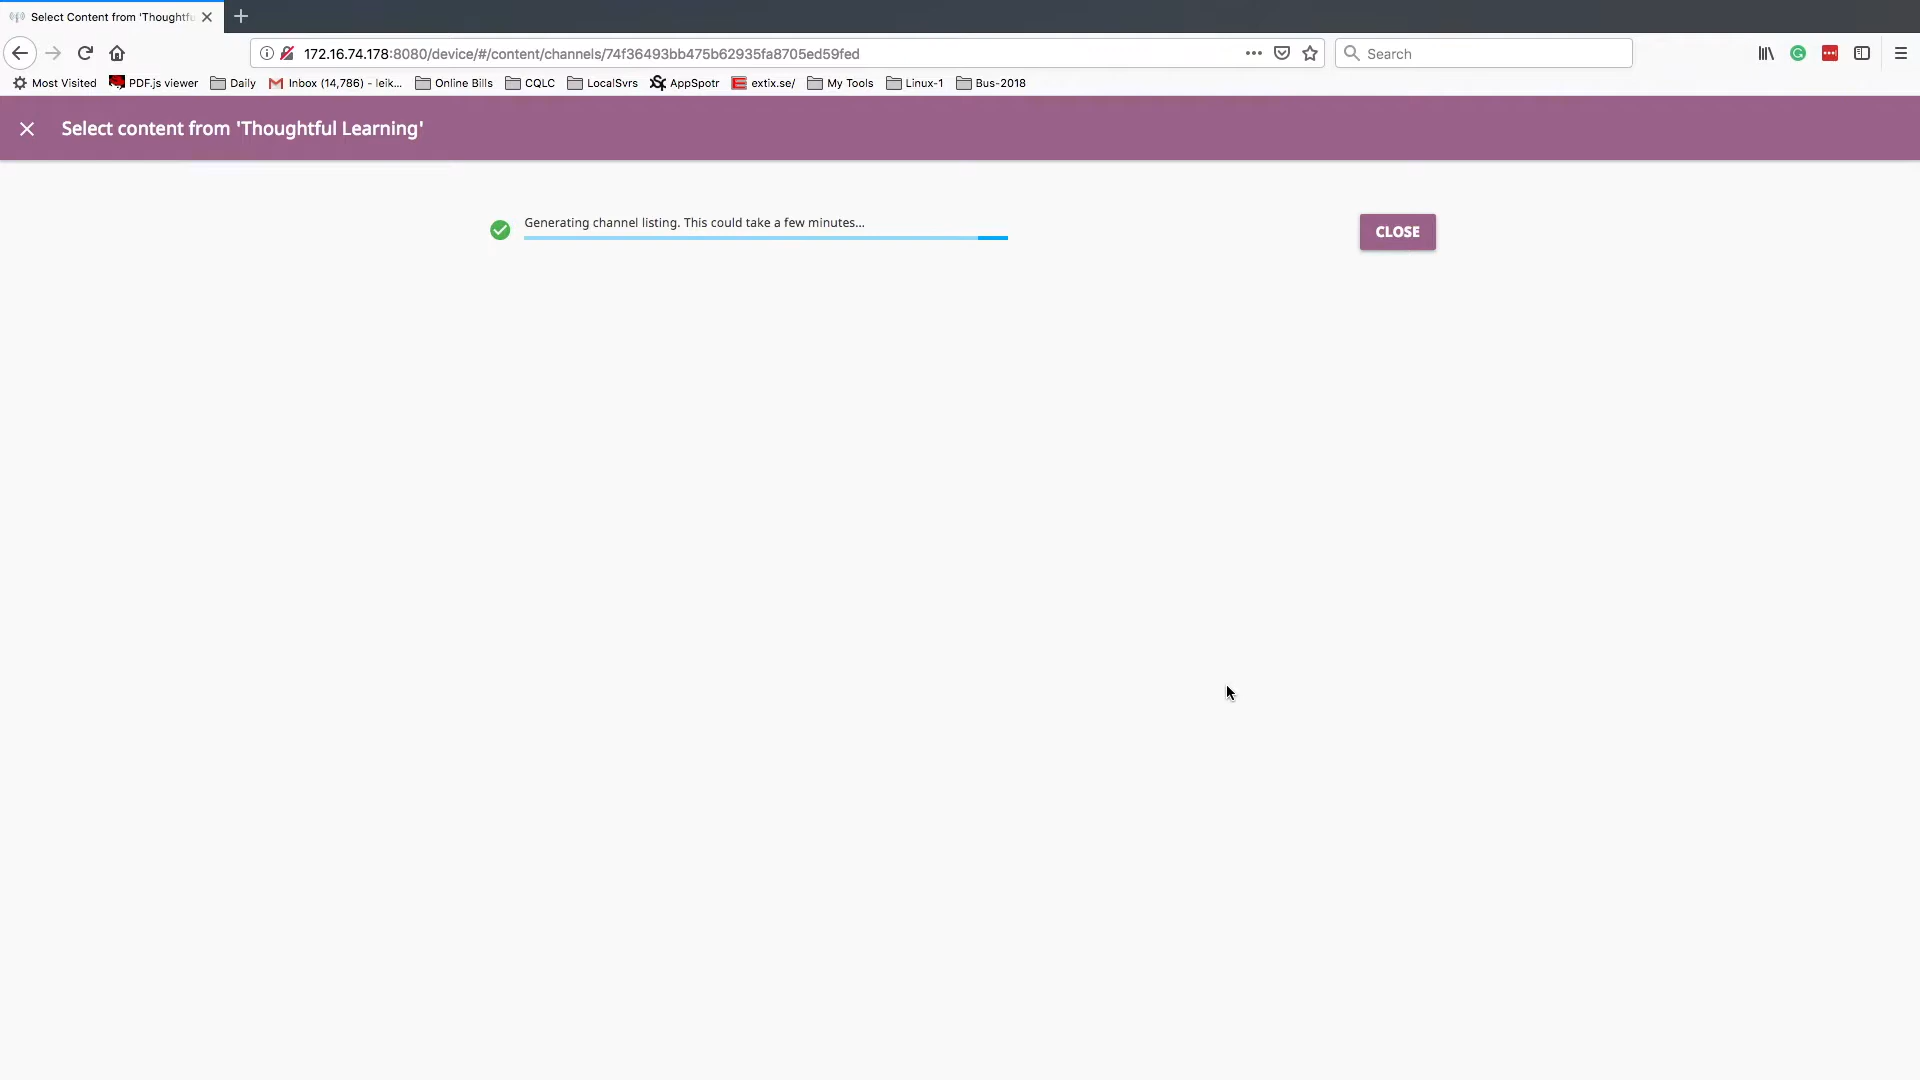 Select Content from 'Thoughtfu
172.16.74.178:8080/device/#/content/channels/74f36493bb475b62935fa8705ed59fed
Search
Most Visited PDF.js viewer Daily Inbox (14,786) - leik... Online Bills CQLC LocalSrvs AppSpotr extix.se/ My Tools Linux-1 Bus-2018
Select content from 'Thoughtful Learning'
Generating channel listing. This could take a few minutes...
CLOSE